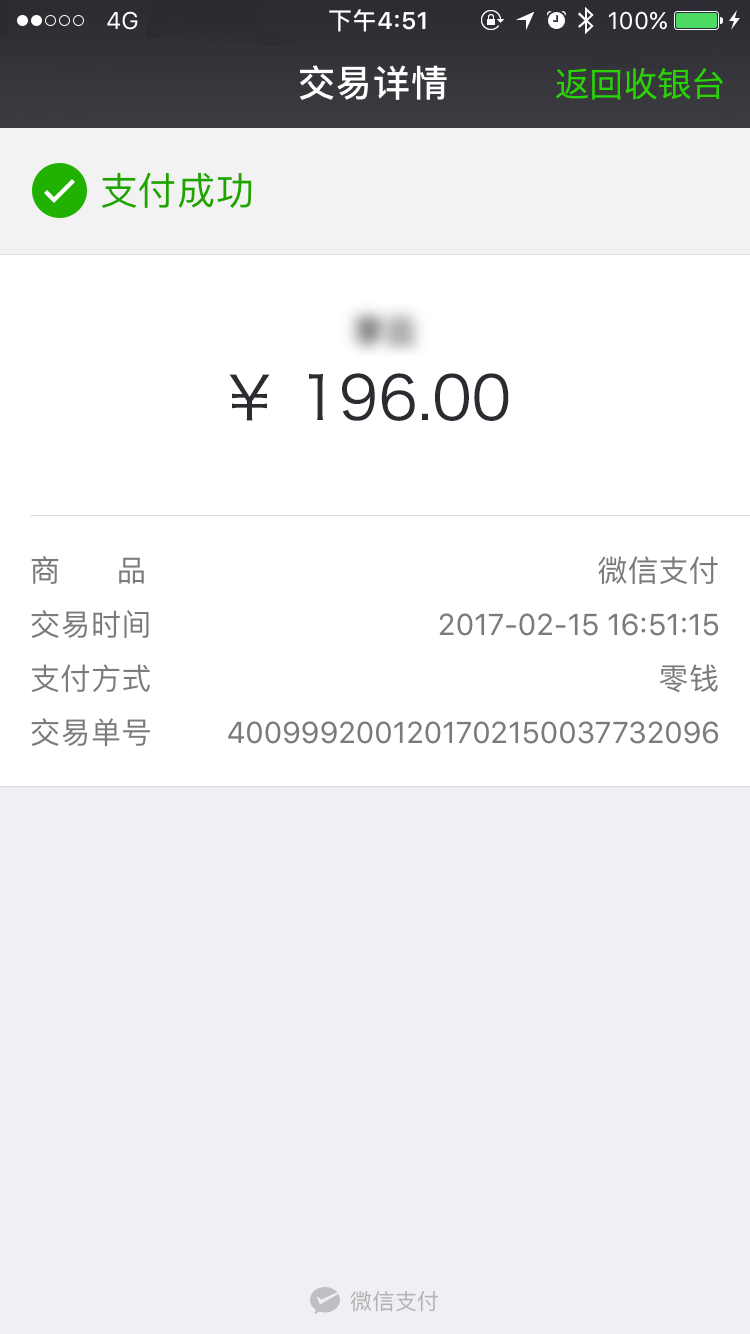 4G 下午4:51 100%
交易详情 返回收银台
支付成功
¥ 196.00
商 品 微信支付
交易时间 2017-02-15 16:51:15
支付方式 零钱
交易单号 4009992001201702150037732096
微信支付